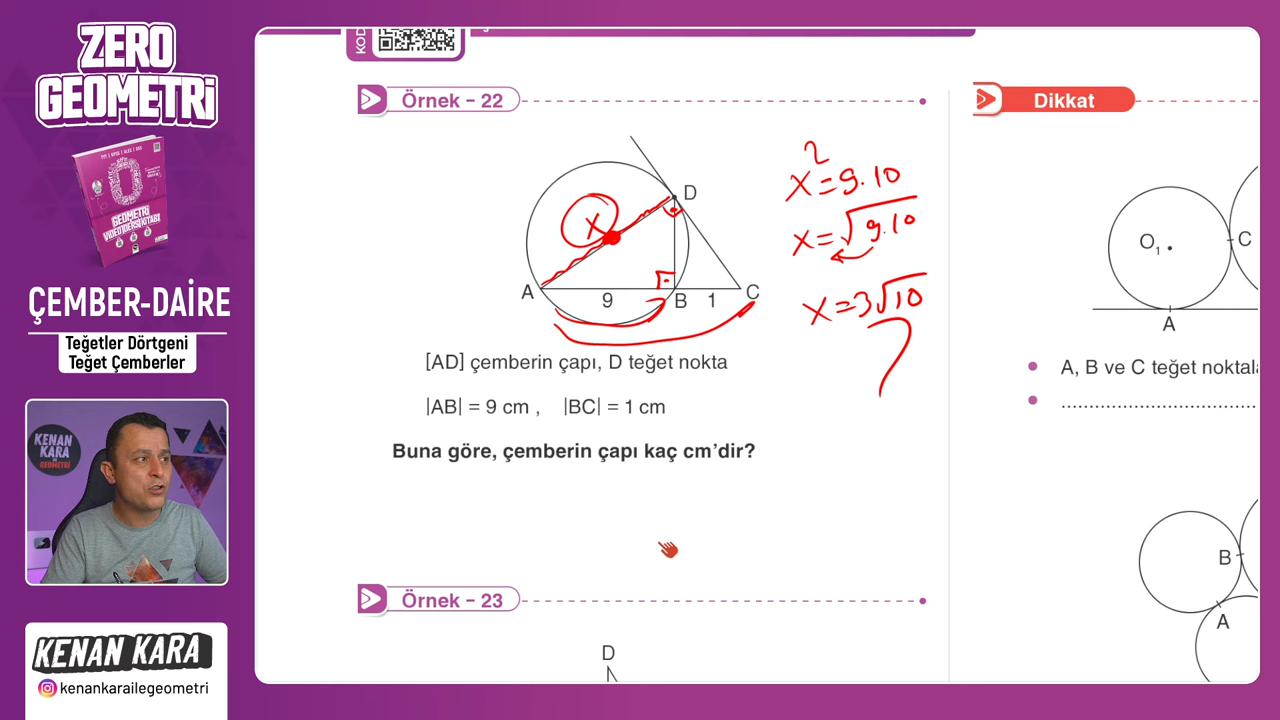 ZERO
GEOMETRİ
GEOMETRİ
VİDEO DERS KİTABI
ÇEMBER-DAİRE
Teğetler Dörtgeni
Teğet Çemberler
KENAN
KARA
GEOMETRİ
KENAN KARA
kenankarailegeometri
KOD
Örnek – 22
D
x
A
9
B
1
C
x² = 9.10
x = √9.10
x = 3√10
[AD] çemberin çapı, D teğet nokta
|AB| = 9 cm , |BC| = 1 cm
Buna göre, çemberin çapı kaç cm’dir?
Örnek – 23
D
Dikkat
O₁
C
A
A, B ve C teğet
B
A